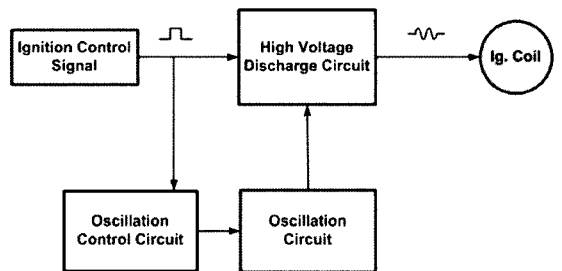 Ignition Control
Signal
High Voltage
Discharge Circuit
Ig. Coil
Oscillation
Control Circuit
Oscillation
Circuit